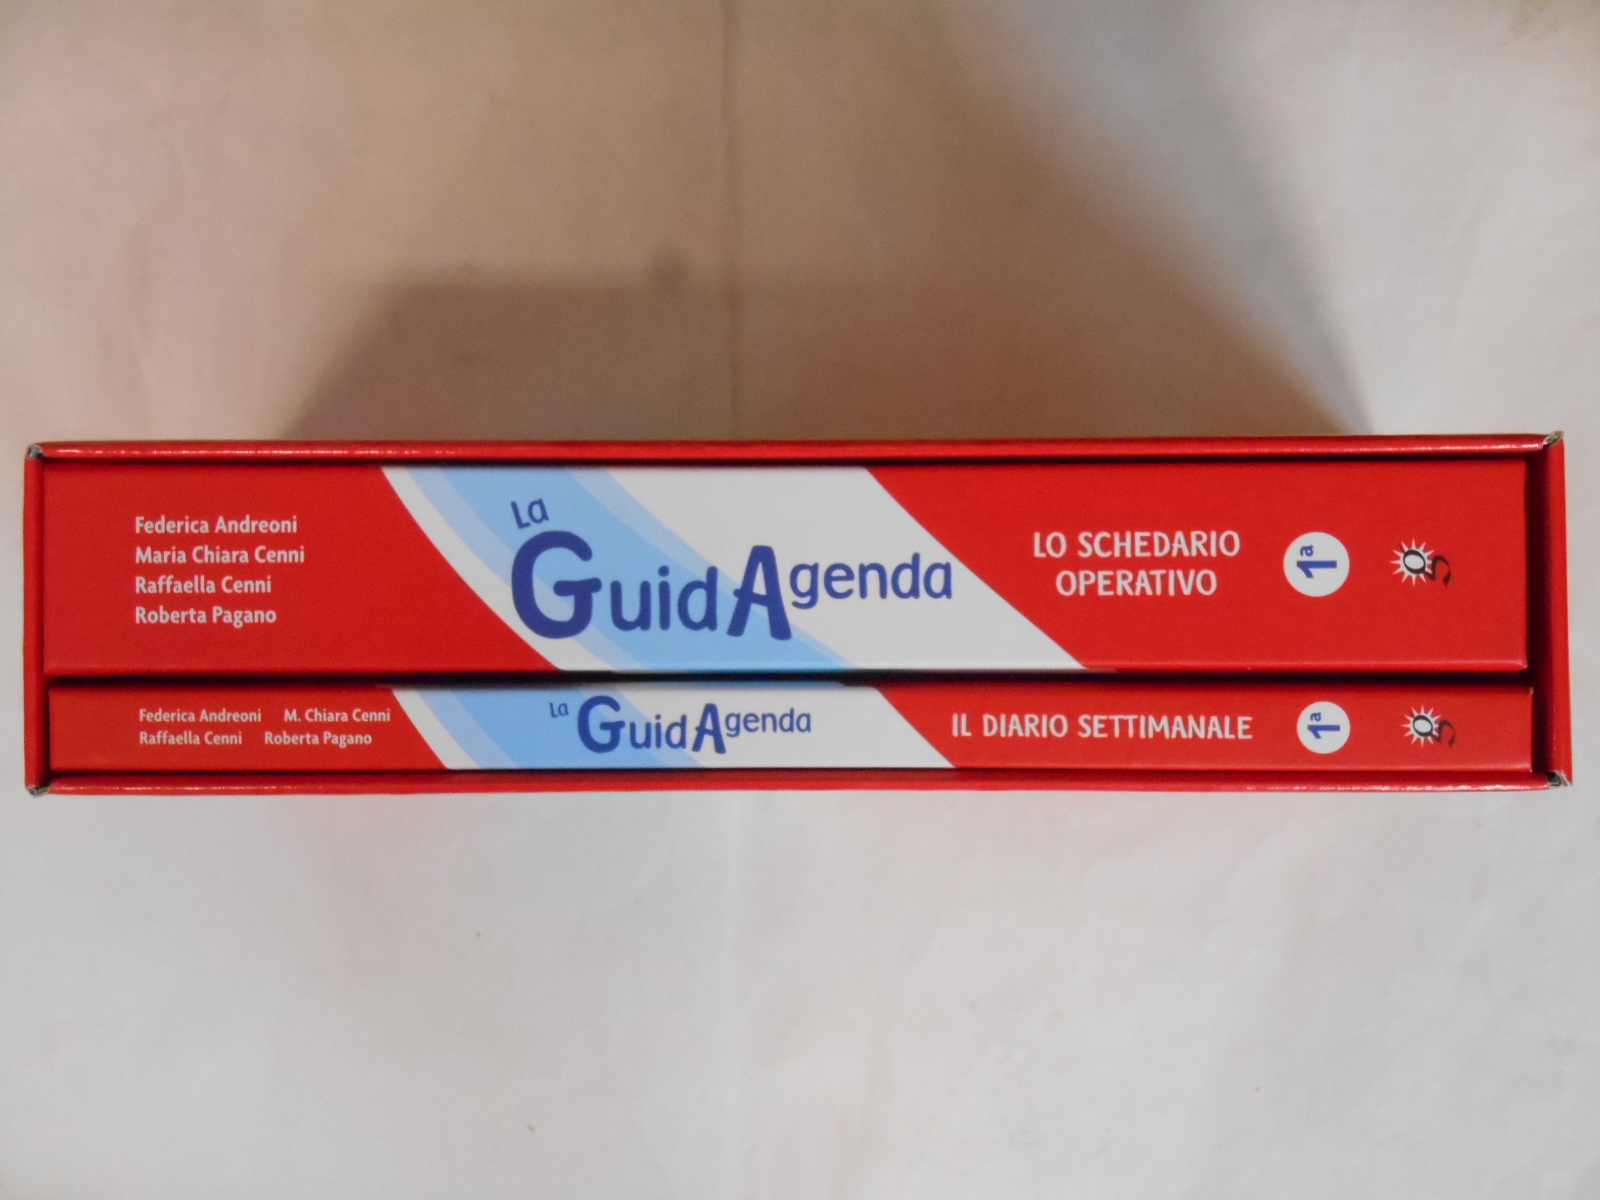 Federica Andreoni
Maria Chiara Cenni
Raffaella Cenni
Roberta Pagano
La
GuidAgenda
LO SCHEDARIO
OPERATIVO
1ª
g
Federica Andreoni M. Chiara Cenni
Raffaella Cenni Roberta Pagano
La GuidAgenda
IL DIARIO SETTIMANALE
1ª
g